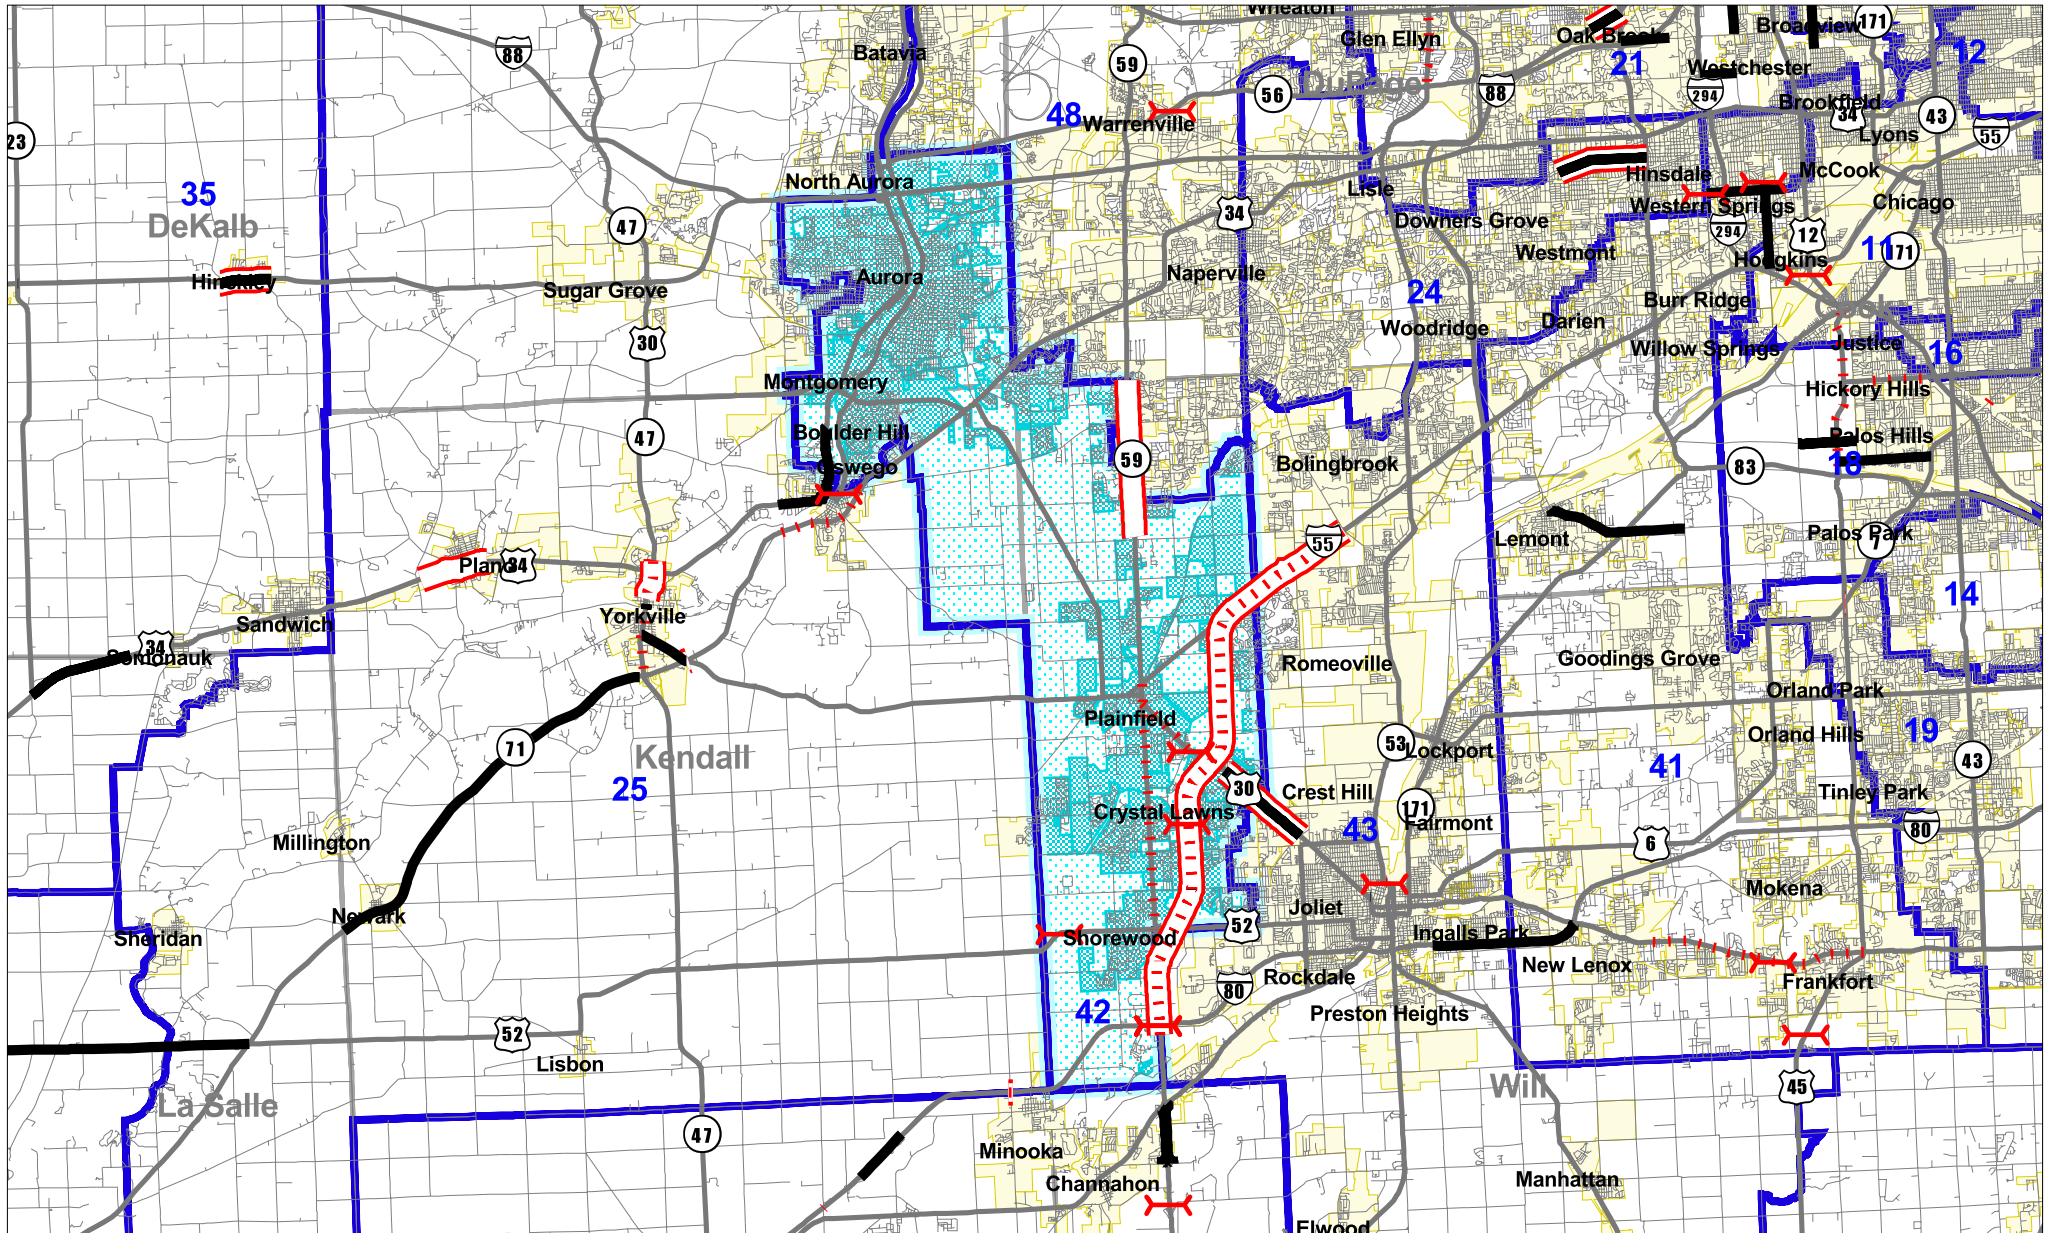 Wheaton
Batavia
59
Glen Ellyn
Oak Brook
Broadview
171
12
88
21
Westchester
DuPage
88
294
56
Brookfield
34
43
48
Warrenville
Lyons
55
23
North Aurora
Lisle
Hinsdale
McCook
35
DeKalb
47
34
Downers Grove
Western Springs
Chicago
294
12
11
171
Westmont
Hodgkins
Hinckley
Sugar Grove
Aurora
Naperville
24
Burr Ridge
Darien
Woodridge
30
Willow Springs
Justice
16
Montgomery
Hickory Hills
47
Boulder Hill
Palos Hills
59
Bolingbrook
Oswego
83
18
55
Lemont
Palos Park
7
Plano
34
14
Yorkville
Sandwich
34
Somonauk
Romeoville
Goodings Grove
Orland Park
Plainfield
71
Kendall
53
Lockport
Orland Hills
19
43
25
41
30
Crest Hill
Tinley Park
Crystal Lawns
171
43
Fairmont
80
Millington
6
Mokena
Newark
Joliet
52
Sheridan
Shorewood
Ingalls Park
New Lenox
Rockdale
80
Frankfort
42
Preston Heights
52
Lisbon
Will
45
La Salle
47
Minooka
Channahon
Manhattan
Elwood